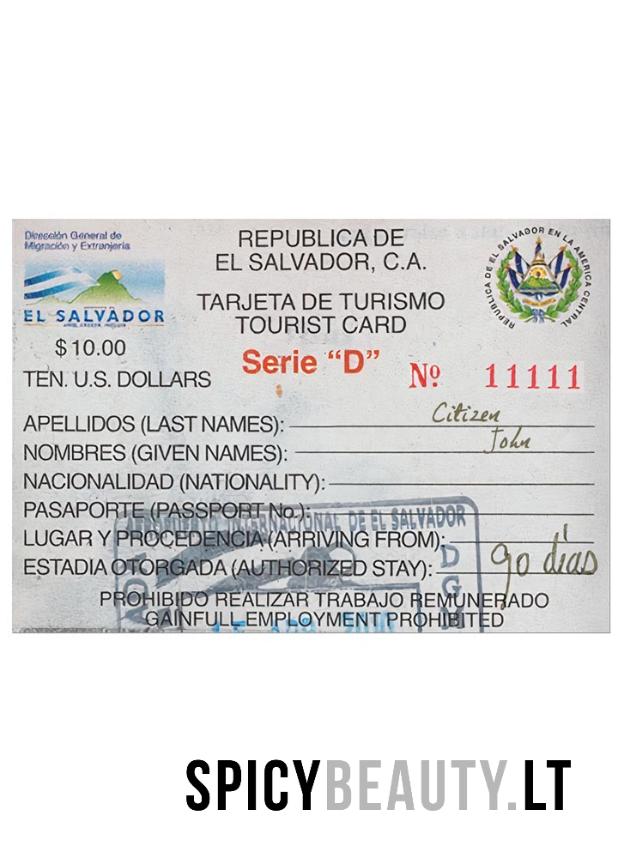 Dirección General de
Migración y Extranjería
EL SALVADOR
$10.00
TEN. U.S. DOLLARS
REPUBLICA DE
EL SALVADOR, C.A.
TARJETA DE TURISMO
TOURIST CARD
Serie “D”
Nº 11111
REPUBLICA DE EL SALVADOR EN LA AMERICA CENTRAL
APELLIDOS (LAST NAMES): Citizen
NOMBRES (GIVEN NAMES): John
NACIONALIDAD (NATIONALITY):
PASAPORTE (PASSPORT No.):
AEROPUERTO INTERNACIONAL DE EL SALVADOR
LUGAR Y PROCEDENCIA (ARRIVING FROM):
ESTADIA OTORGADA (AUTHORIZED STAY): 90 días
PROHIBIDO REALIZAR TRABAJO REMUNERADO
GAINFULL EMPLOYMENT PROHIBITED
SPICYBEAUTY.LT